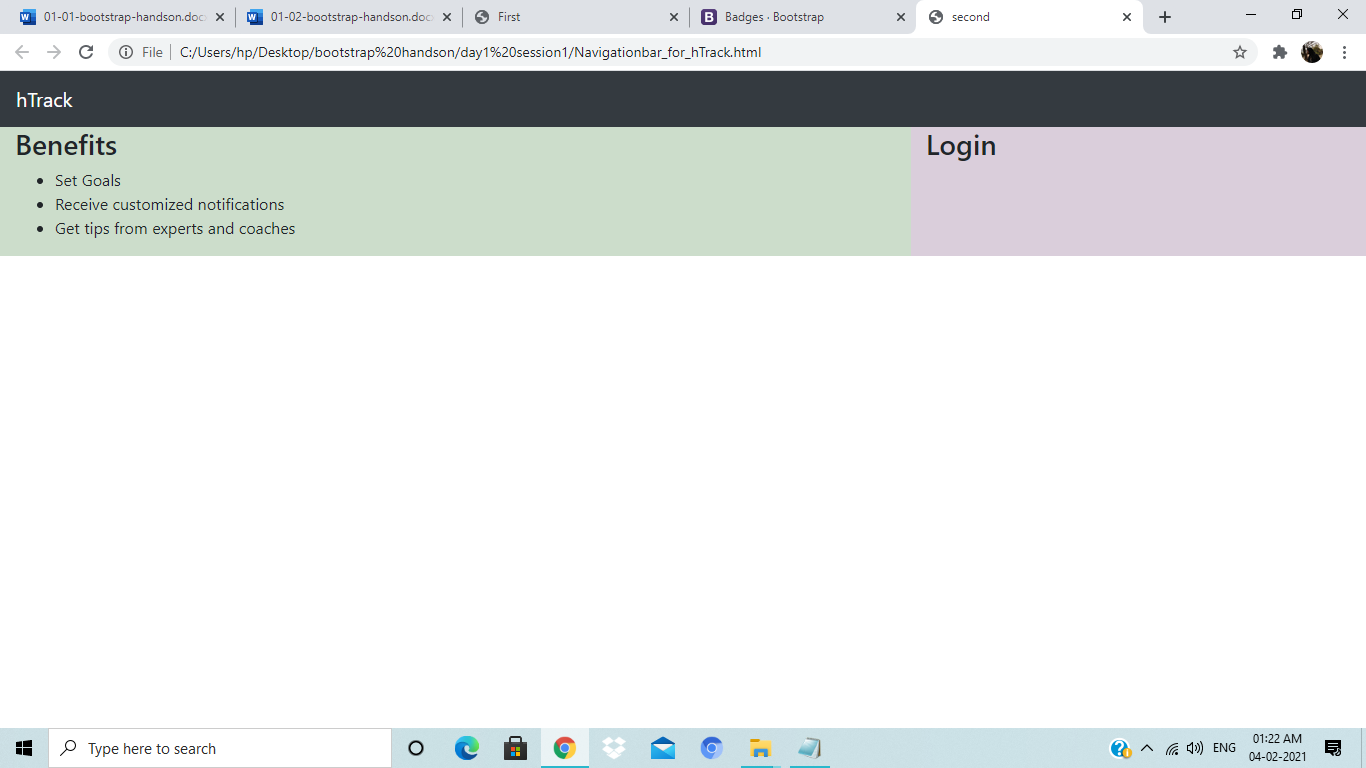 01-01-bootstrap-handson.doc
01-02-bootstrap-handson.doc
First
Badges · Bootstrap
second
File
C:/Users/hp/Desktop/bootstrap%20handson/day1%20session1/Navigationbar_for_hTrack.html
hTrack
Benefits
Set Goals
Receive customized notifications
Get tips from experts and coaches
Login
Type here to search
ENG
01:22 AM
04-02-2021